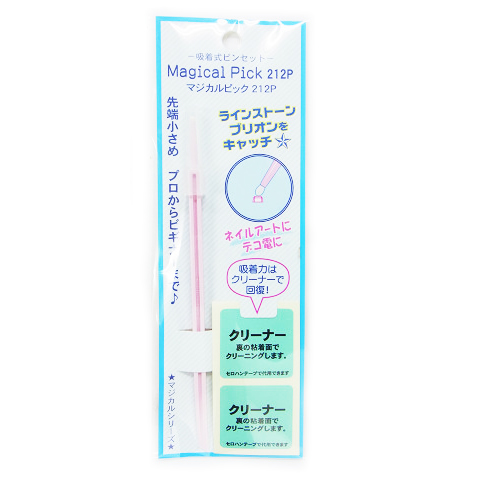 －吸着式ピンセット－
Magical Pick 212P
マジカルピック 212P
先端小さめ プロからビギ
まで♪
ラインストーン
ブリオンを
キャッチ
ネイルアートに
デコ電に
吸着力は
クリーナーで
回復!
クリーナー
裏の粘着面で
クリーニングします。
セロハンテープで代用できます
クリーナー
裏の粘着面で
クリーニングします。
セロハンテープで代用できます
★マジカルシリーズ★